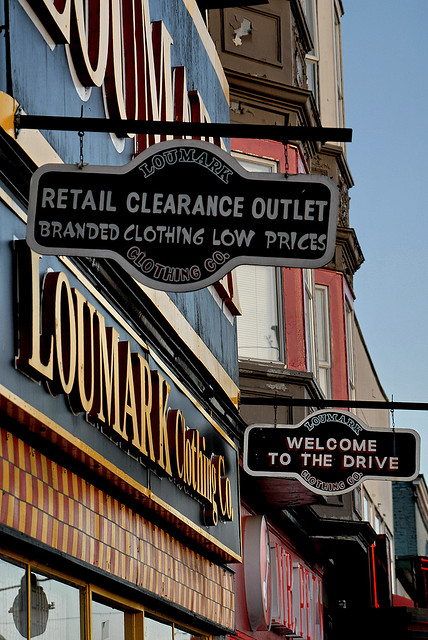 LOUMARK
LOUMARK
RETAIL CLEARANCE OUTLET
BRANDED CLOTHING LOW PRICES
CLOTHING CO.
LOUMARK Clothing Co.
LOUMARK
WELCOME
TO THE DRIVE
CLOTHING CO.